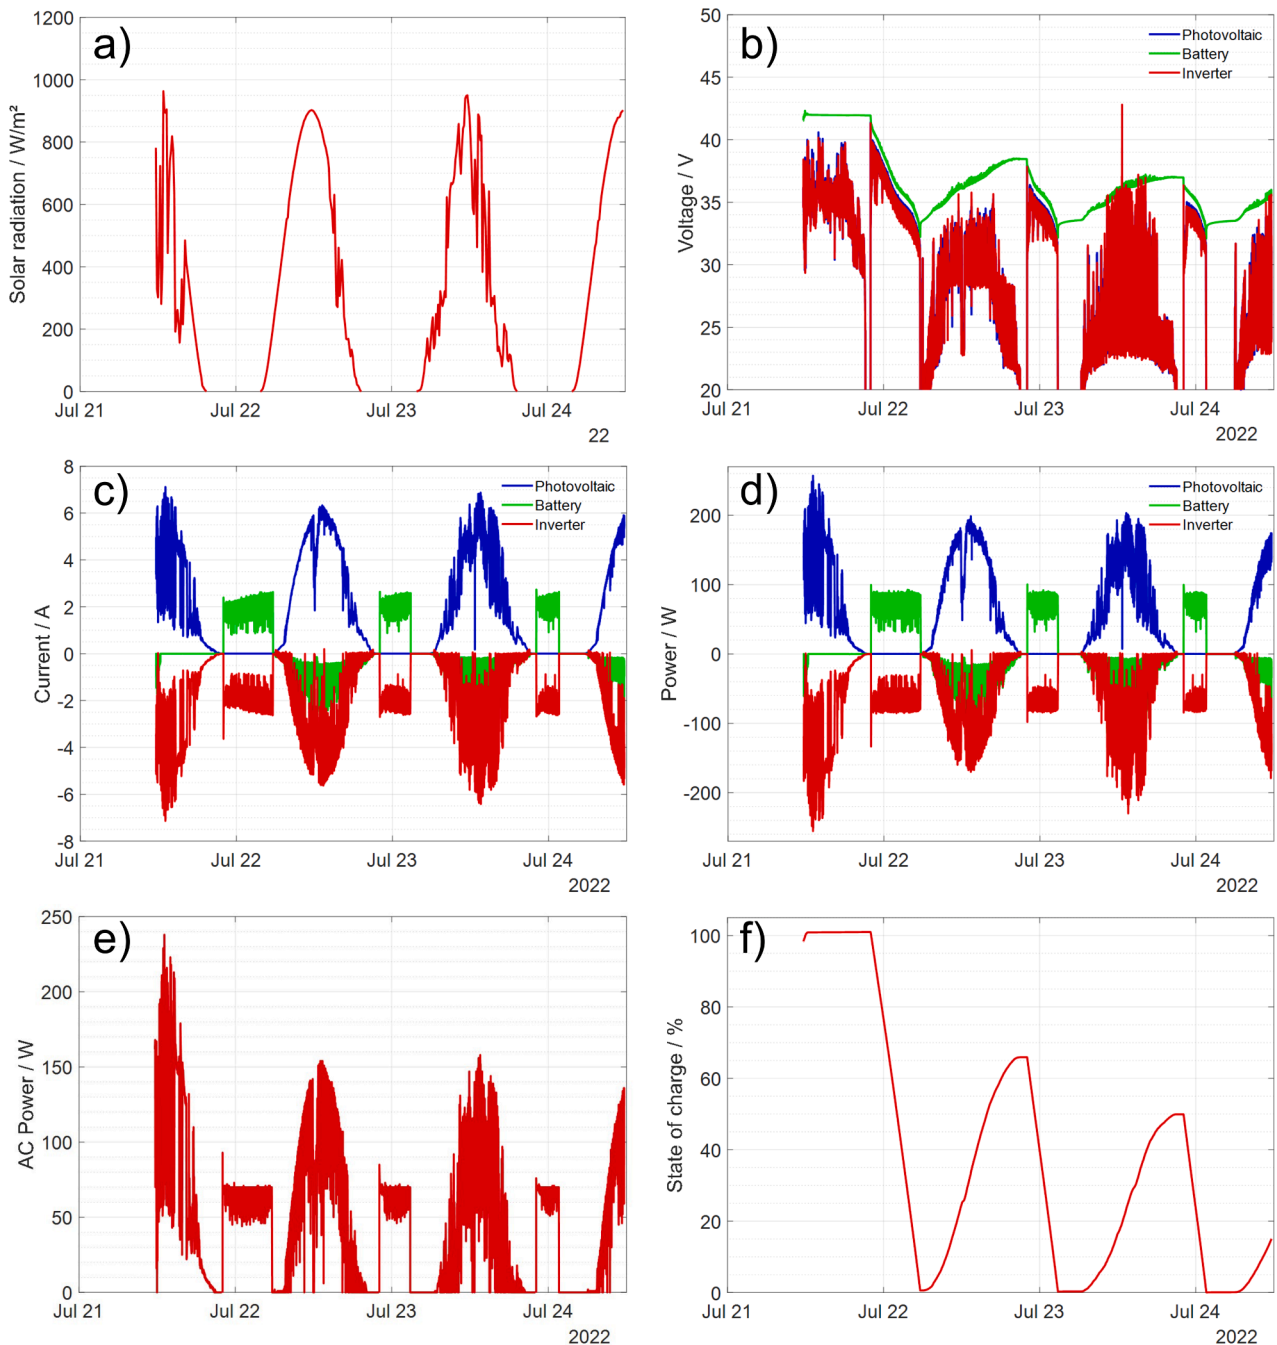 a)
1200
1000
800
600
400
200
0
Solar radiation / W/m²
Jul 21
Jul 22
Jul 23
Jul 24
22
b)
50
45
40
35
30
25
20
Voltage / V
Photovoltaic
Battery
Inverter
Jul 21
Jul 22
Jul 23
Jul 24
2022
c)
8
6
4
2
0
-2
-4
-6
-8
Current / A
Photovoltaic
Battery
Inverter
Jul 21
Jul 22
Jul 23
Jul 24
2022
d)
200
100
0
-100
-200
Power / W
Photovoltaic
Battery
Inverter
Jul 21
Jul 22
Jul 23
Jul 24
2022
e)
250
200
150
100
50
0
AC Power / W
Jul 21
Jul 22
Jul 23
Jul 24
2022
f)
100
80
60
40
20
0
State of charge / %
Jul 21
Jul 22
Jul 23
Jul 24
2022